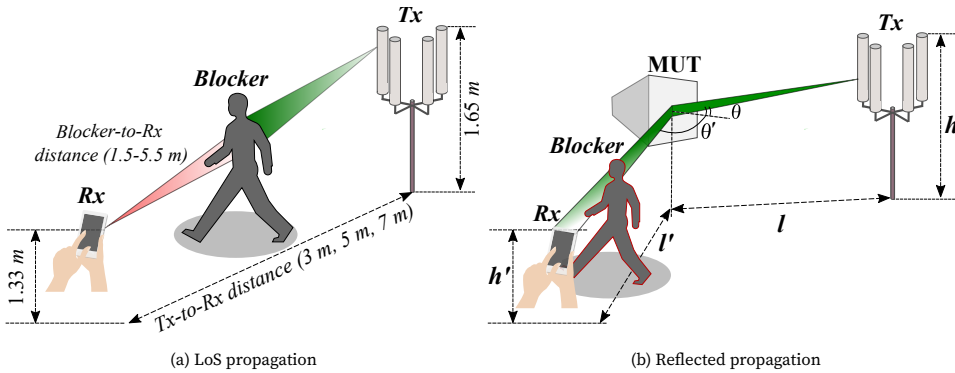 Tx
Blocker
1.65 m
Blocker-to-Rx
distance (1.5-5.5 m)
Rx
1.33 m
Tx-to-Rx distance (3 m, 5 m, 7 m)
(a) LoS propagation
Tx
MUT
θ
θ'
h
Blocker
Rx
l'
l
h'
(b) Reflected propagation